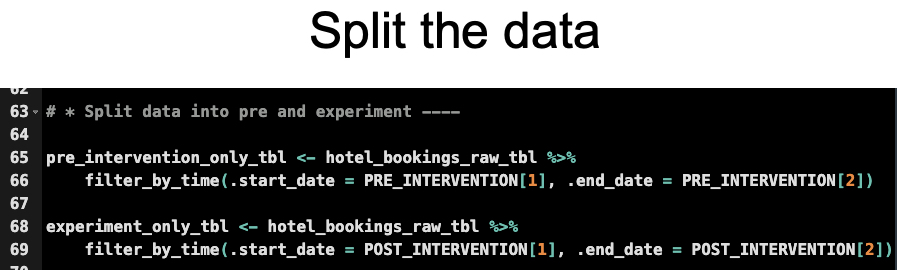 Split the data
62
63 # * Split data into pre and experiment ----
64
65 pre_intervention_only_tbl <- hotel_bookings_raw_tbl %>%
66 filter_by_time(.start_date = PRE_INTERVENTION[1], .end_date = PRE_INTERVENTION[2])
67
68 experiment_only_tbl <- hotel_bookings_raw_tbl %>%
69 filter_by_time(.start_date = POST_INTERVENTION[1], .end_date = POST_INTERVENTION[2])